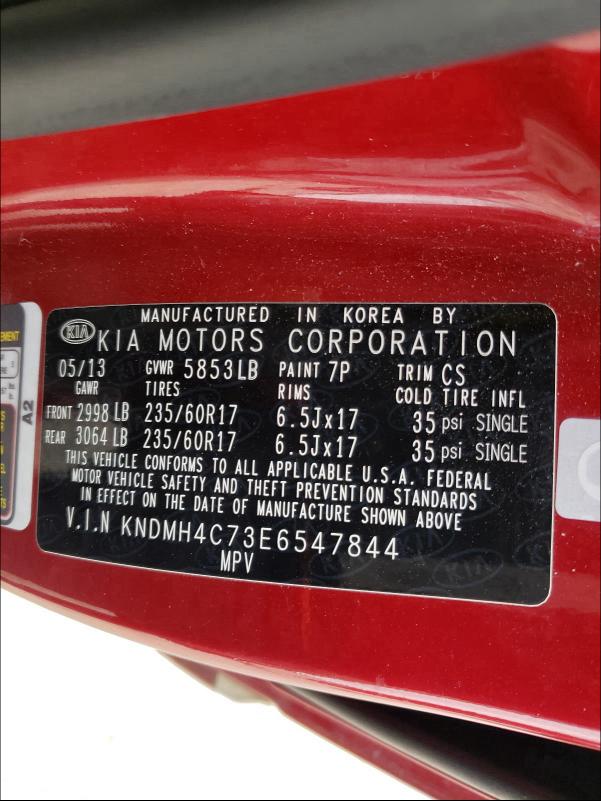 MANUFACTURED IN KOREA BY
KIA KIA MOTORS CORPORATION
05/13 GVWR 5853LB PAINT 7P TRIM CS
GAWR TIRES RIMS COLD TIRE INFL
FRONT 2998 LB 235/60R17 6.5Jx17 35 psi SINGLE
REAR 3064 LB 235/60R17 6.5Jx17 35 psi SINGLE
THIS VEHICLE CONFORMS TO ALL APPLICABLE U.S.A. FEDERAL
MOTOR VEHICLE SAFETY AND THEFT PREVENTION STANDARDS
IN EFFECT ON THE DATE OF MANUFACTURE SHOWN ABOVE
V.I.N KNDMH4C73E6547844
MPV
A2